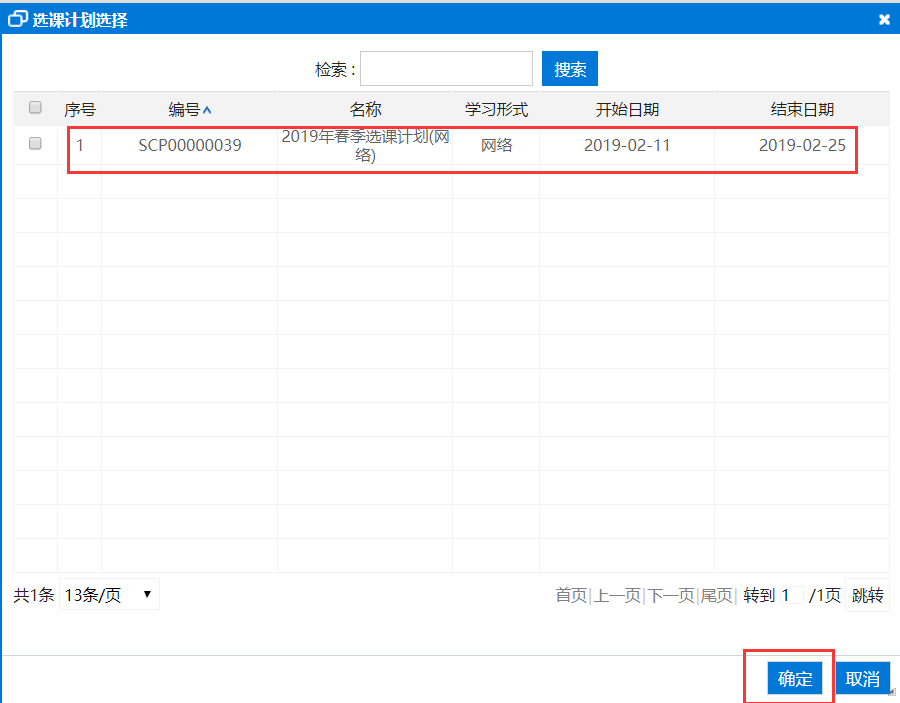 选课计划选择
检索：
搜索
序号 编号 名称 学习形式 开始日期 结束日期
1 SCP00000039 2019年春季选课计划(网 网络 2019-02-11 2019-02-25
络)
共1条 13条/页 首页|上一页|下一页|尾页| 转到 1 /1页 跳转
确定 取消